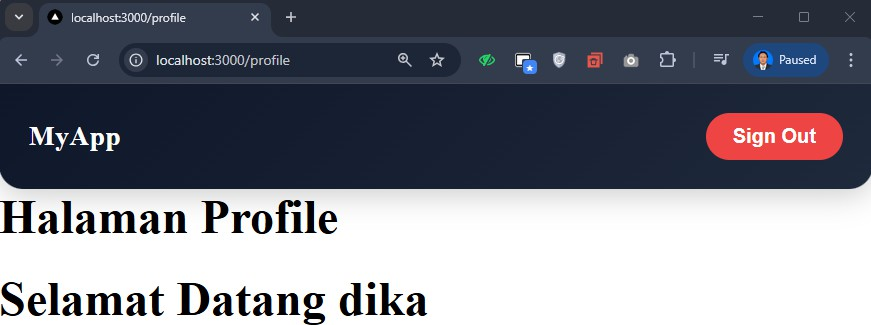 localhost:3000/profile
localhost:3000/profile
Paused
MyApp
Sign Out
Halaman Profile
Selamat Datang dika